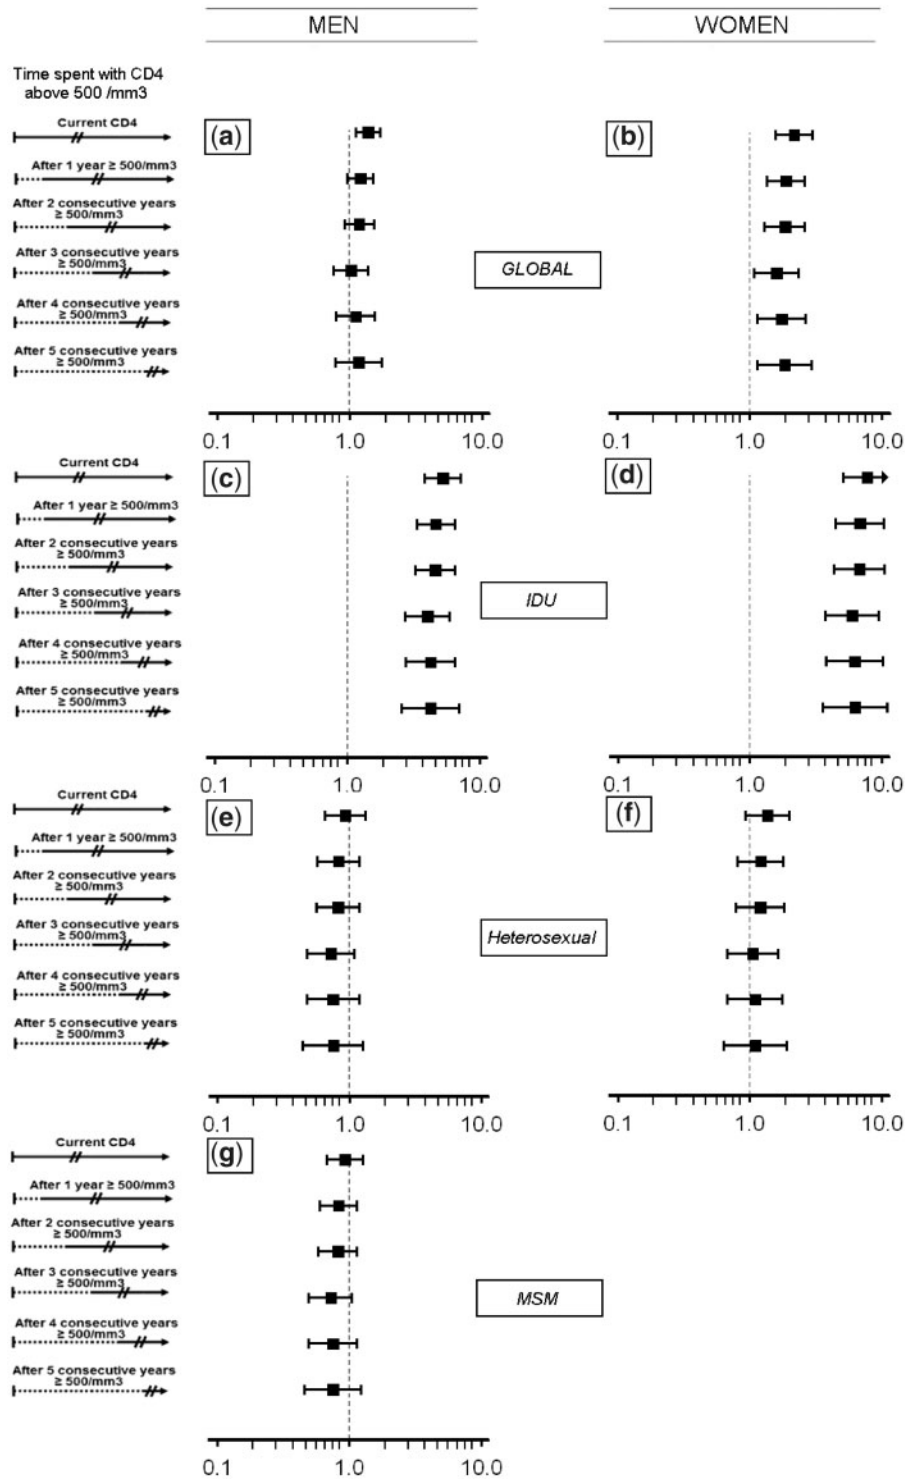 MEN WOMEN
Time spent with CD4
above 500 /mm3
Current CD4
After 1 year ≥ 500/mm3
After 2 consecutive years
≥ 500/mm3
After 3 consecutive years
≥ 500/mm3
After 4 consecutive years
≥ 500/mm3
After 5 consecutive years
≥ 500/mm3
(a) (b)
GLOBAL
0.1 1.0 10.0 0.1 1.0 10.0
Current CD4
After 1 year ≥ 500/mm3
After 2 consecutive years
≥ 500/mm3
After 3 consecutive years
≥ 500/mm3
After 4 consecutive years
≥ 500/mm3
After 5 consecutive years
≥ 500/mm3
(c) (d)
IDU
0.1 1.0 10.0 0.1 1.0 10.0
Current CD4
After 1 year ≥ 500/mm3
After 2 consecutive years
≥ 500/mm3
After 3 consecutive years
≥ 500/mm3
After 4 consecutive years
≥ 500/mm3
After 5 consecutive years
≥ 500/mm3
(e) (f)
Heterosexual
0.1 1.0 10.0 0.1 1.0 10.0
Current CD4
After 1 year ≥ 500/mm3
After 2 consecutive years
≥ 500/mm3
After 3 consecutive years
≥ 500/mm3
After 4 consecutive years
≥ 500/mm3
After 5 consecutive years
≥ 500/mm3
(g)
MSM
0.1 1.0 10.0